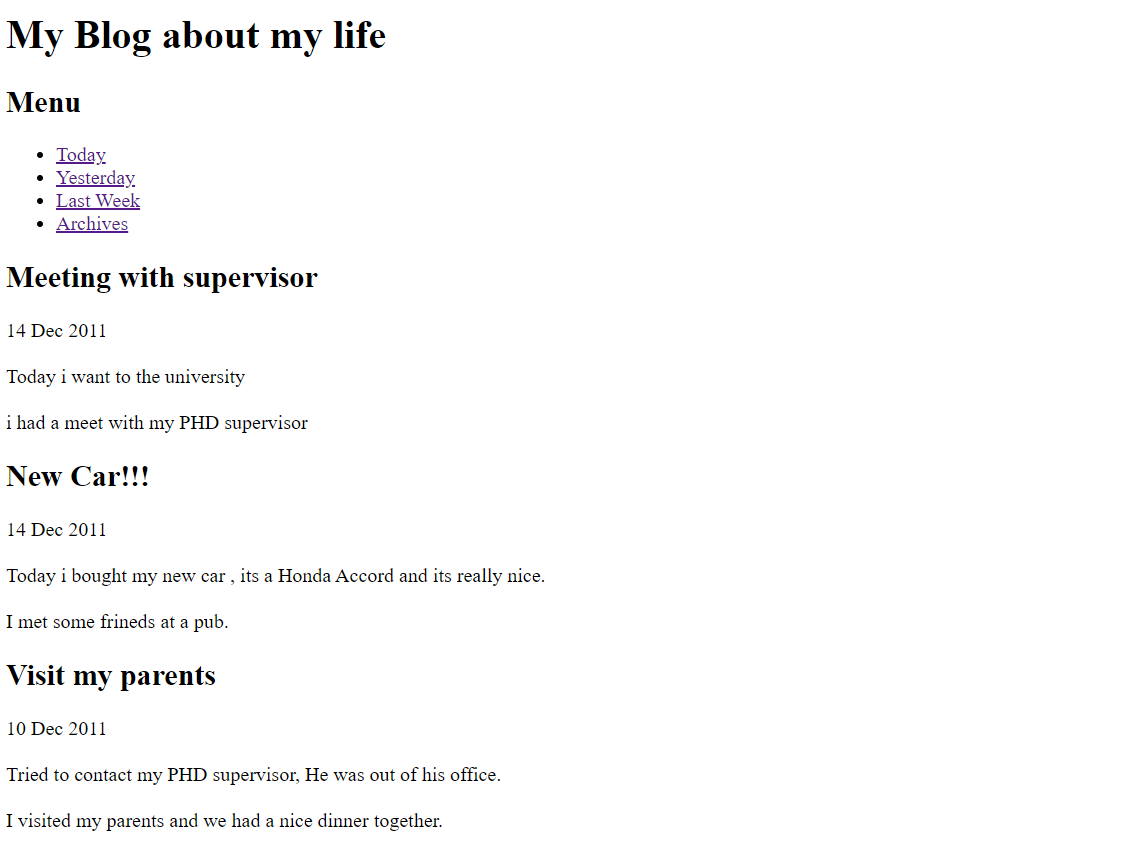 My Blog about my life
Menu
Today
Yesterday
Last Week
Archives
Meeting with supervisor
14 Dec 2011
Today i want to the university
i had a meet with my PHD supervisor
New Car!!!
14 Dec 2011
Today i bought my new car , its a Honda Accord and its really nice.
I met some frineds at a pub.
Visit my parents
10 Dec 2011
Tried to contact my PHD supervisor, He was out of his office.
I visited my parents and we had a nice dinner together.